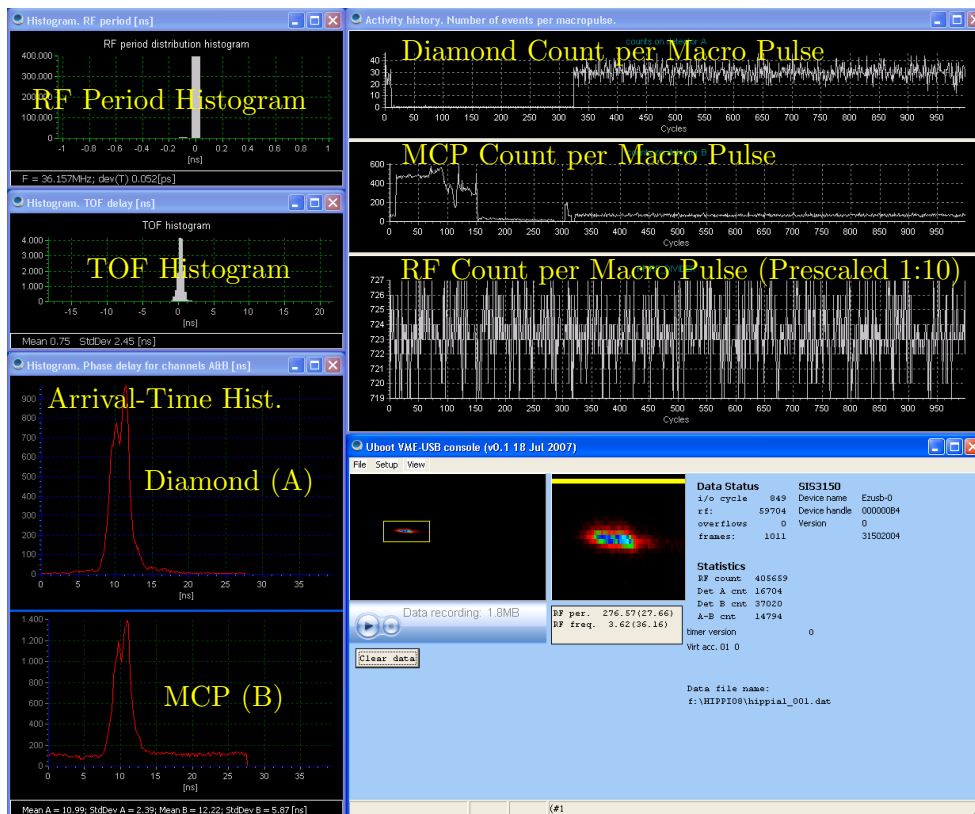 Histogram. RF period [ns]
RF period distribution histogram
400.000
300.000
200.000
100.000
0
RF Period Histogram
-1 -0.8 -0.6 -0.4 -0.2 0 0.2 0.4 0.6 0.8 1
[ns]
F = 36.157MHz; dev(T) 0.052[ps]
Histogram. TOF delay [ns]
TOF histogram
4.000
3.000
2.000
1.000
0
TOF Histogram
-15 -10 -5 0 5 10 15 20
[ns]
Mean 0.75 StdDev 2.45 [ns]
Histogram. Phase delay for channels A&B [ns]
Arrival-Time Hist.
900
800
700
600
500
400
300
200
100
0
Diamond (A)
0 5 10 15 20 25 30 35
[ns]
1.400
1.200
1.000
800
600
400
200
0
MCP (B)
0 5 10 15 20 25 30 35
[ns]
Mean A = 10.99; StdDev A = 2.39; Mean B = 12.22; StdDev B = 5.87 [ns]
Activity history. Number of events per macropulse.
counts on detector A
Diamond Count per Macro Pulse
40
30
20
10
0
0 50 100 150 200 250 300 350 400 450 500 550 600 650 700 750 800 850 900 950
Cycles
MCP Count per Macro Pulse
600
400
200
0
0 50 100 150 200 250 300 350 400 450 500 550 600 650 700 750 800 850 900 950
Cycles
RF Count per Macro Pulse (Prescaled 1:10)
727
726
725
724
723
722
721
720
719
0 50 100 150 200 250 300 350 400 450 500 550 600 650 700 750 800 850 900 950
Cycles
Uboot VME-USB console (v0.1 18 Jul 2007)
File Setup View
Data Status SIS3150
i/o cycle 849 Device name Ezusb-0
rf: 59704 Device handle 000000B4
overflows 0 Version 0
frames: 1011 31502004
Statistics
RF count 405659
Det A cnt 16704
Det B cnt 37020
A-B cnt 14794
timer version 0
Virt acc. 01 0
Data recording: 1.8MB
RF per. 276.57(27.66)
RF freq. 3.62(36.16)
Clear data
Data file name:
f:\HIPPI08\hippial_001.dat
(#1